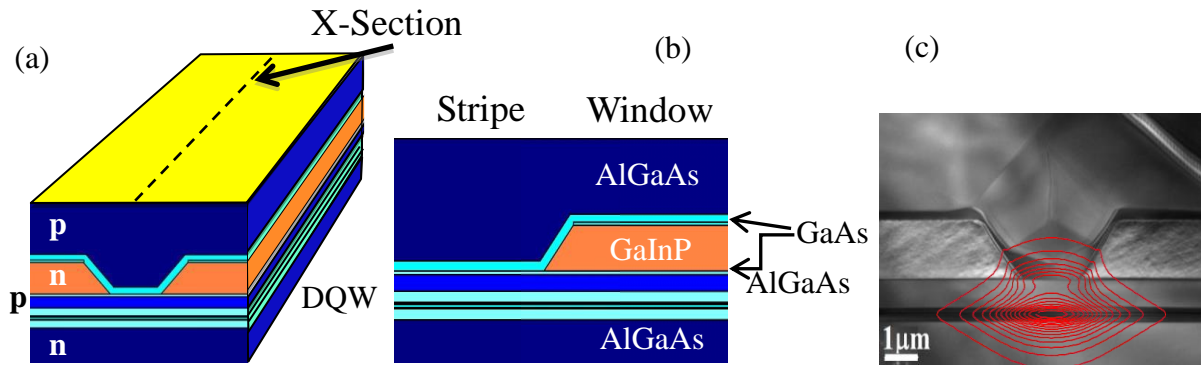 X-Section
(a)
(b)
(c)
Stripe Window
AlGaAs
GaAs
GaInP
AlGaAs
p
n
p
n
DQW
AlGaAs
1μm